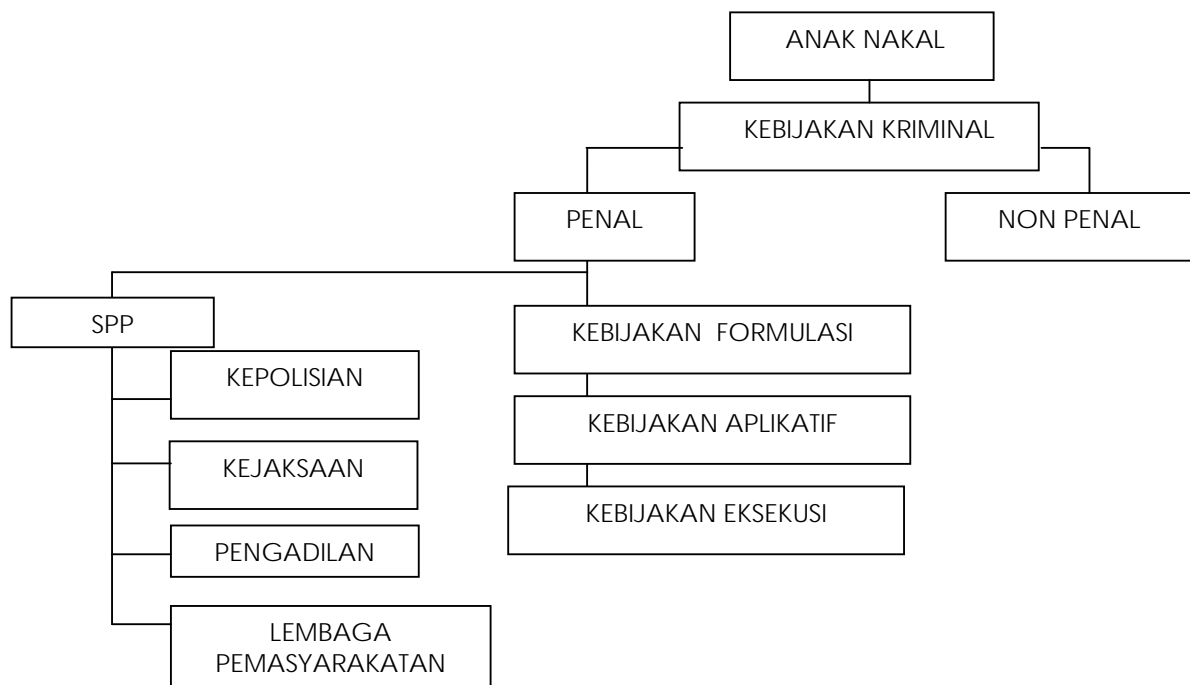 ANAK NAKAL
KEBIJAKAN KRIMINAL
PENAL
NON PENAL
SPP
KEBIJAKAN FORMULASI
KEPOLISIAN
KEBIJAKAN APLIKATIF
KEJAKSAAN
KEBIJAKAN EKSEKUSI
PENGADILAN
LEMBAGA
PEMASYARAKATAN